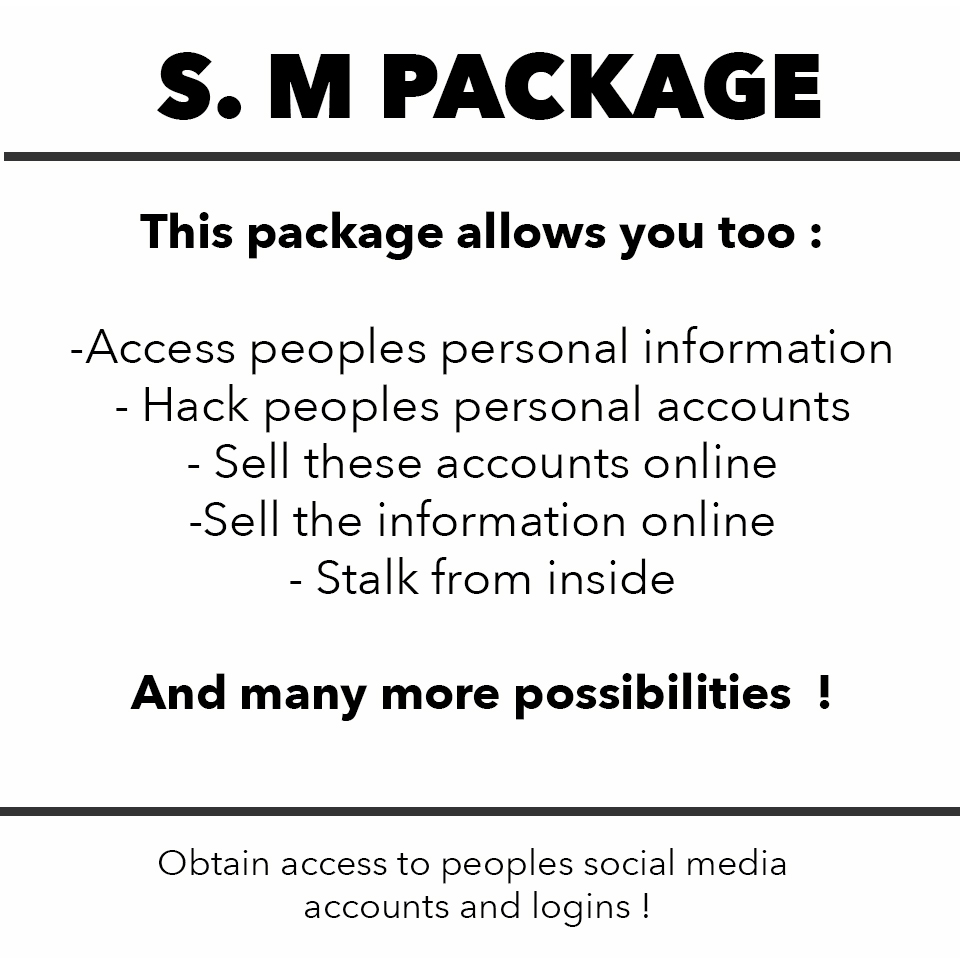 S. M PACKAGE
This package allows you too :
-Access peoples personal information
- Hack peoples personal accounts
- Sell these accounts online
-Sell the information online
- Stalk from inside
And many more possibilities  !
Obtain access to peoples social media
accounts and logins !